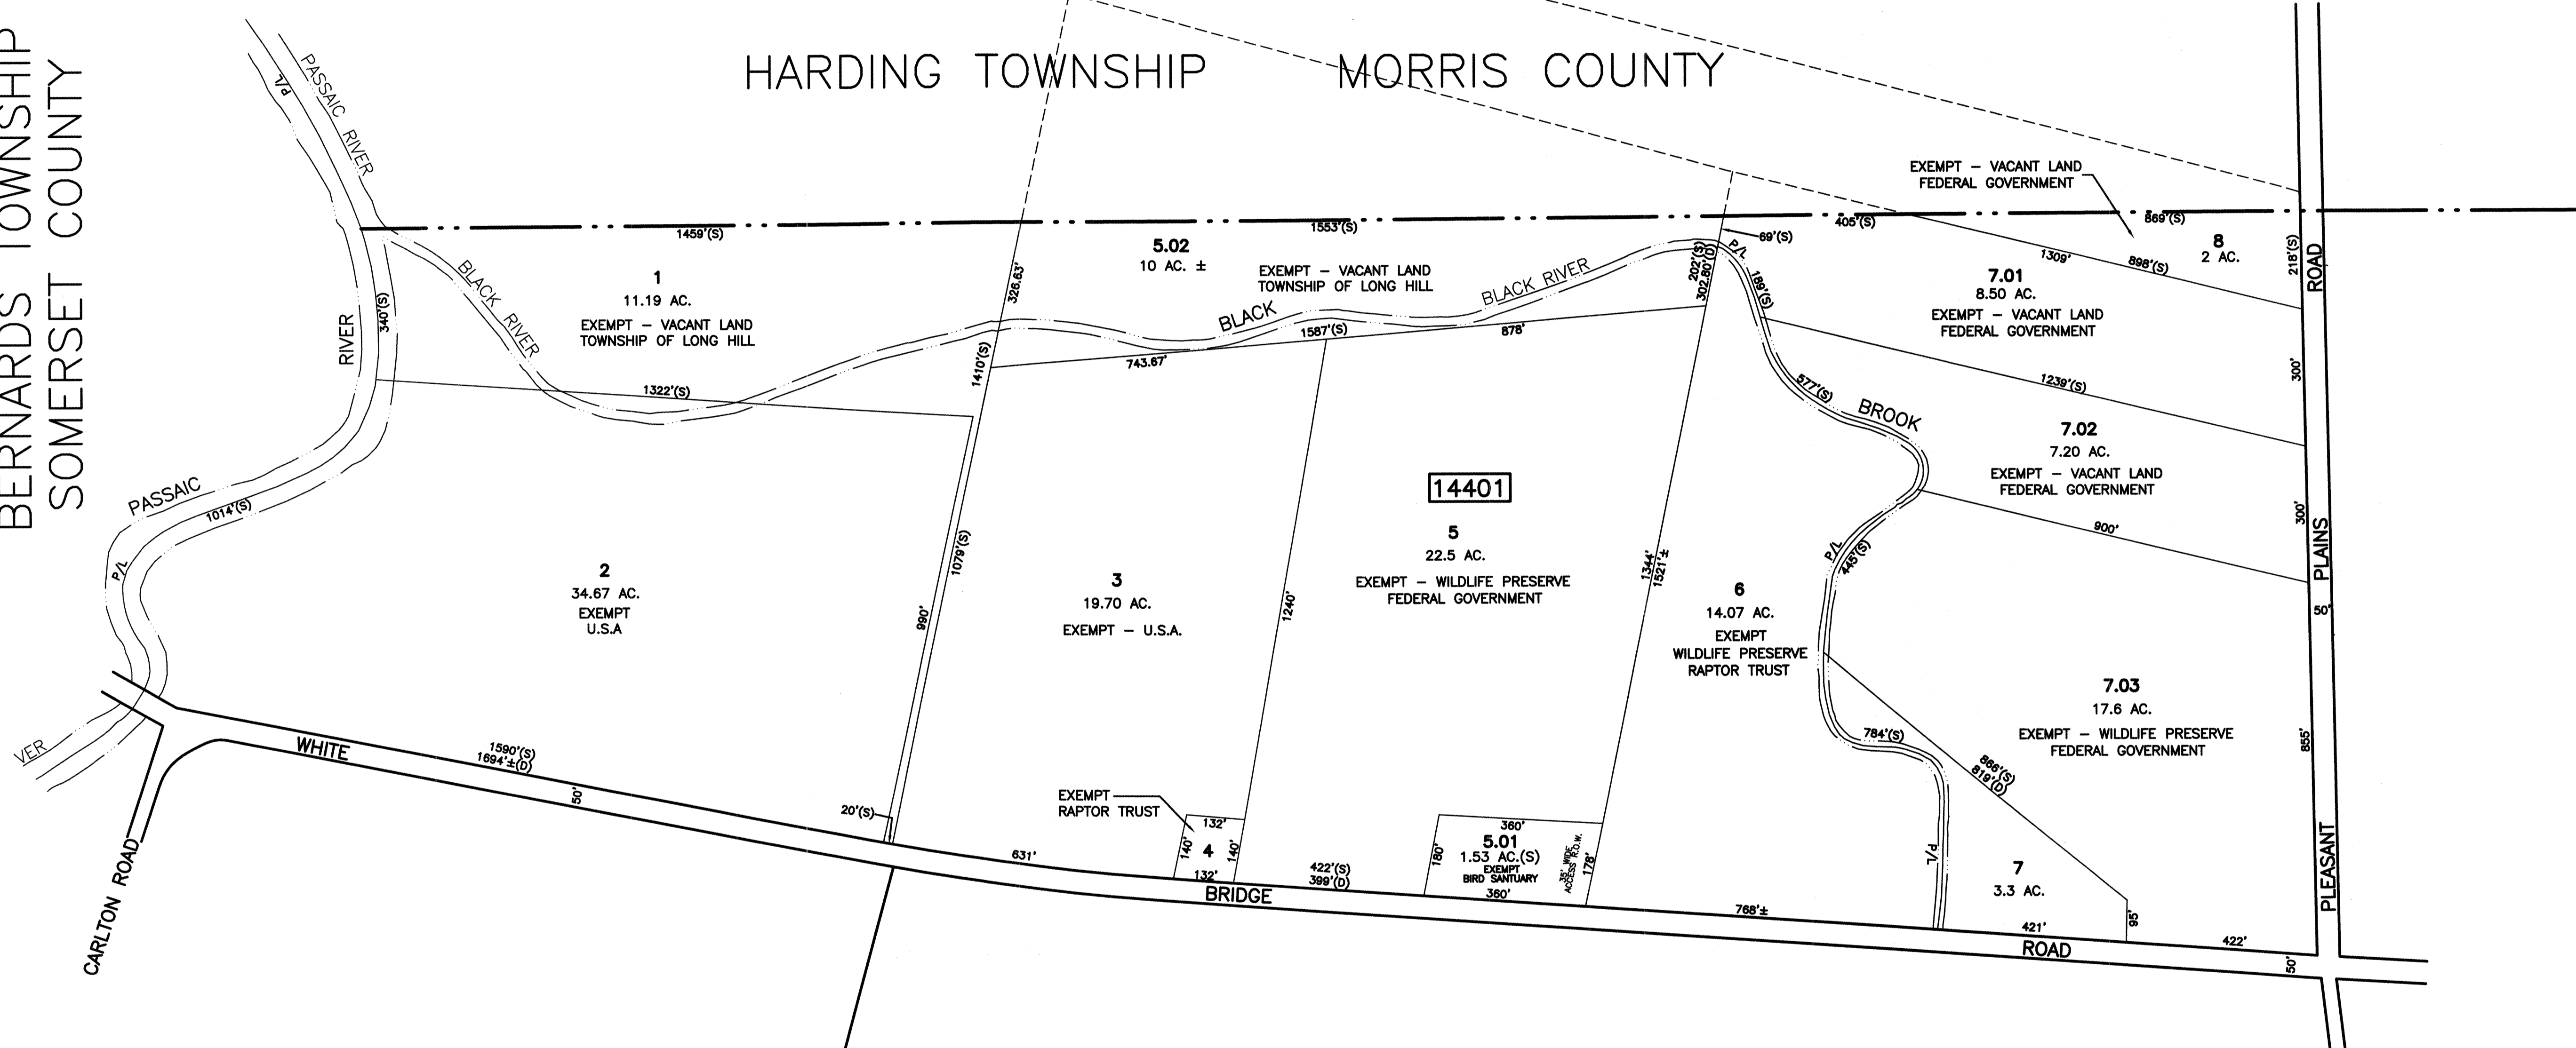 BERNARDS TOWNSHIP
SOMERSET COUNTY
HARDING TOWNSHIP
MORRIS COUNTY
P/L
PASSAIC RIVER
RIVER
340'(S)
BLACK RIVER
1459'(S)
1
11.19 AC.
EXEMPT – VACANT LAND
TOWNSHIP OF LONG HILL
1322'(S)
326.63'
1410'(S)
1553'(S)
5.02
10 AC. ±
EXEMPT – VACANT LAND
TOWNSHIP OF LONG HILL
BLACK
BLACK RIVER
743.67'
1587'(S)
878'
202'(S)
302.80'(D)
69'(S)
P/L
189'(S)
405'(S)
EXEMPT – VACANT LAND
FEDERAL GOVERNMENT
869'(S)
8
2 AC.
218'(S)
ROAD
1309'
898'(S)
7.01
8.50 AC.
EXEMPT – VACANT LAND
FEDERAL GOVERNMENT
300'
577'(S)
BROOK
1239'(S)
7.02
7.20 AC.
EXEMPT – VACANT LAND
FEDERAL GOVERNMENT
300'
PLAINS
900'
50'
PASSAIC
1014'(S)
P/L
2
34.67 AC.
EXEMPT
U.S.A
990'
1079'(S)
3
19.70 AC.
EXEMPT – U.S.A.
1240'
14401
5
22.5 AC.
EXEMPT – WILDLIFE PRESERVE
FEDERAL GOVERNMENT
1344'
1521'±
6
14.07 AC.
EXEMPT
WILDLIFE PRESERVE
RAPTOR TRUST
P/L
445'(S)
7.03
17.6 AC.
EXEMPT – WILDLIFE PRESERVE
FEDERAL GOVERNMENT
855'
784'(S)
866'(S)
819'(D)
VER
WHITE
1590'(S)
1694'±(D)
50'
20'(S)
CARLTON ROAD
631'
EXEMPT
RAPTOR TRUST
132'
140'
4
140'
132'
BRIDGE
422'(S)
399'(D)
180'
360'
5.01
1.53 AC.(S)
EXEMPT
BIRD SANTUARY
35' WIDE
ACCESS R.O.W.
178'
360'
768'±
P/L
7
3.3 AC.
421'
95'
ROAD
422'
50'
PLEASANT